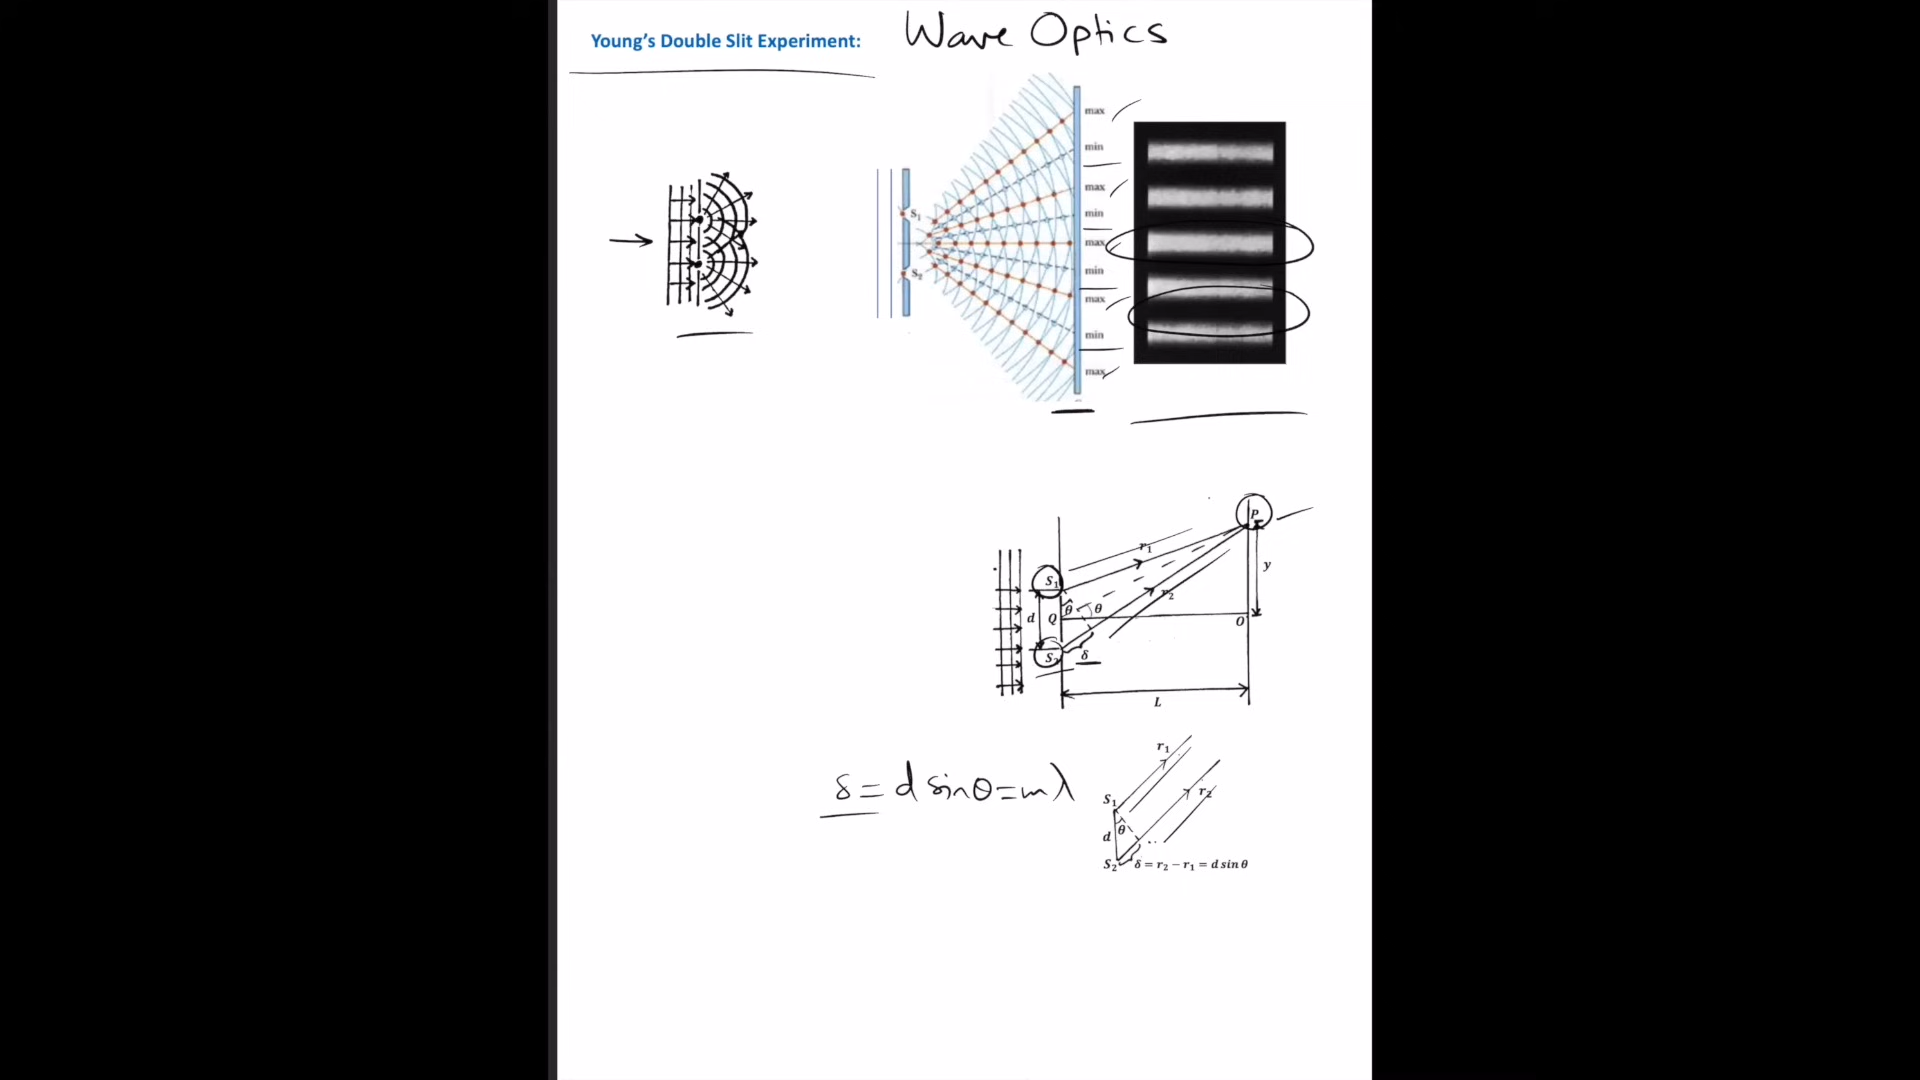 Young's Double Slit Experiment: Wave Optics
max
min
max
S₁
min
max
S₂
min
max
min
max
P
r₁
y
S₁
r₂
θ θ
d Q
O
S₂ δ
L
δ = d sinθ = mλ
r₁
r₂
S₁
θ
d
S₂ δ = r₂ − r₁ = d sin θ